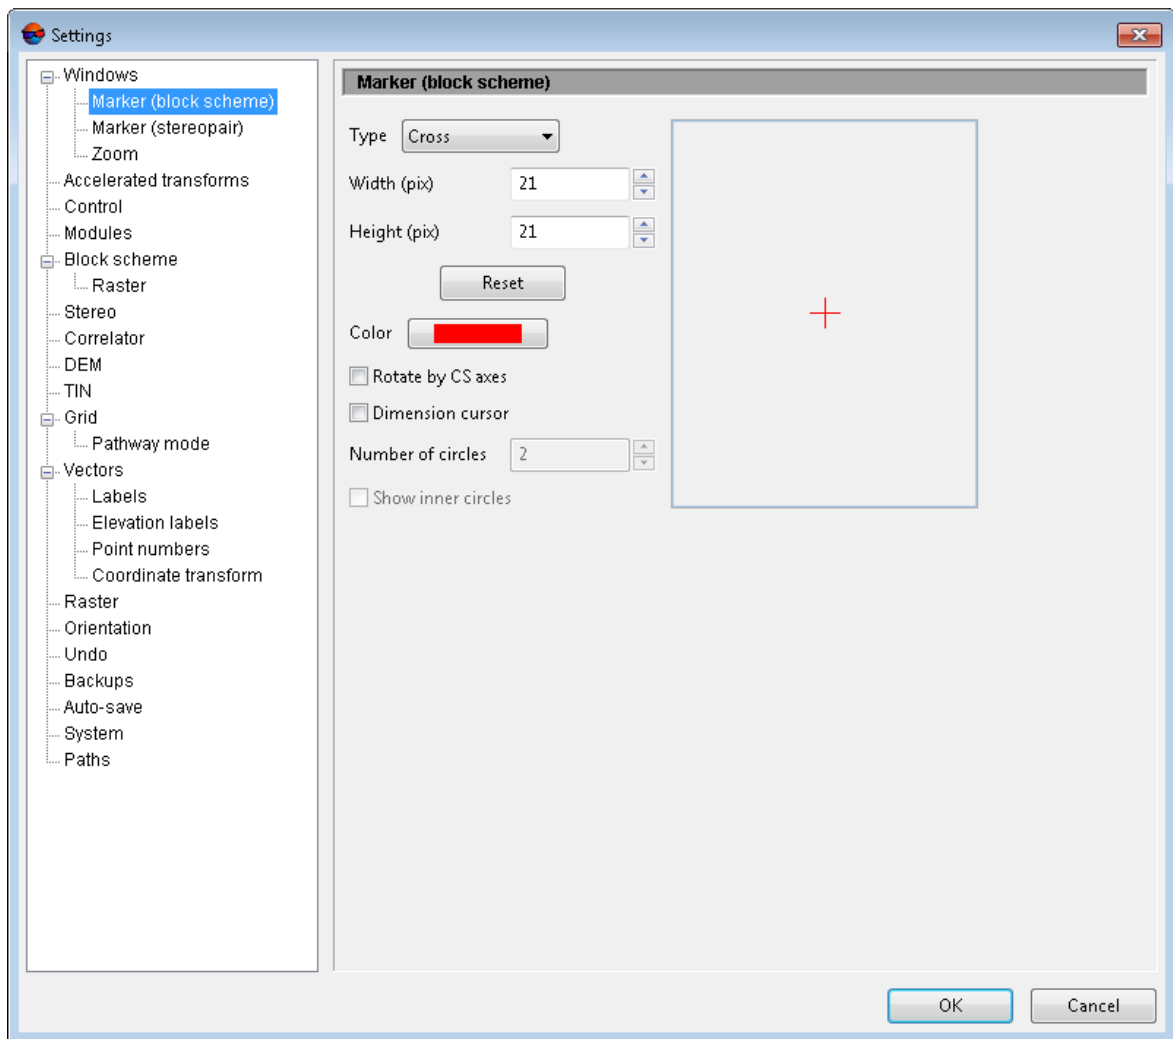 Settings
Windows
Marker (block scheme)
Marker (stereopair)
Zoom
Accelerated transforms
Control
Modules
Block scheme
Raster
Stereo
Correlator
DEM
TIN
Grid
Pathway mode
Vectors
Labels
Elevation labels
Point numbers
Coordinate transform
Raster
Orientation
Undo
Backups
Auto-save
System
Paths
Marker (block scheme)
Type Cross
Width (pix) 21
Height (pix) 21
Reset
Color
Rotate by CS axes
Dimension cursor
Number of circles 2
Show inner circles
OK Cancel